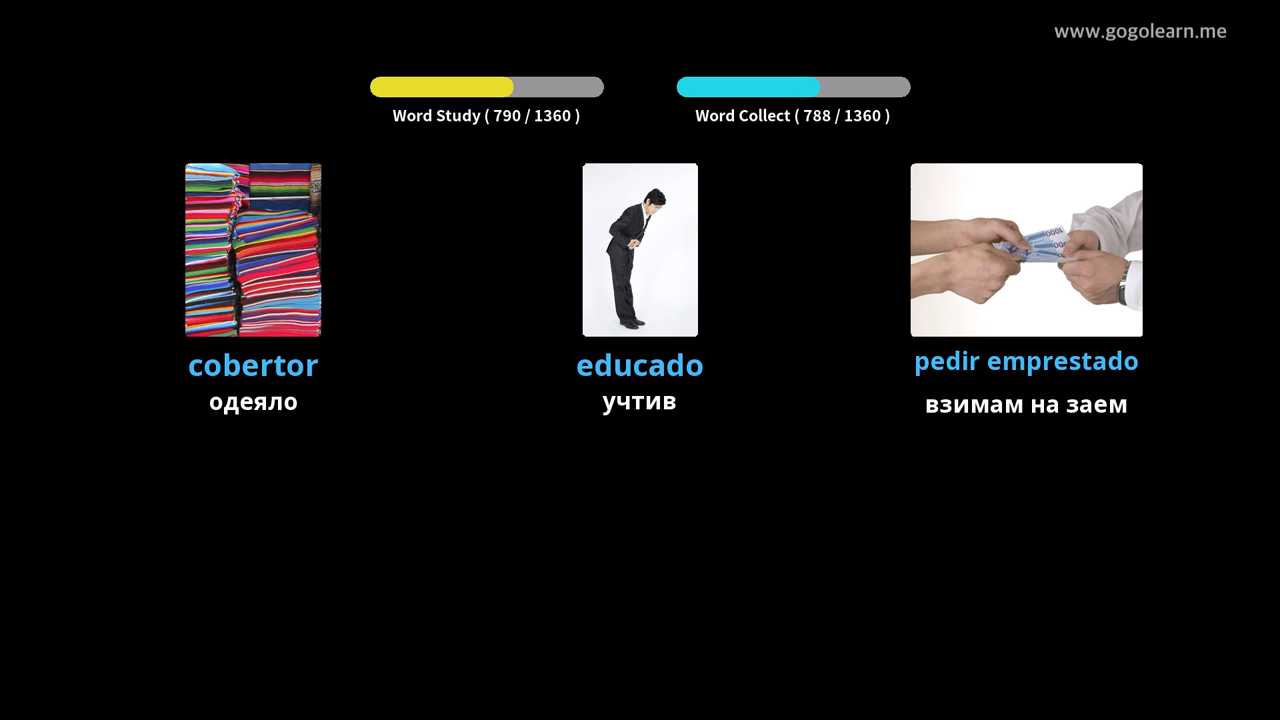 www.gogolearn.me
Word Study ( 790 / 1360 )
Word Collect ( 788 / 1360 )
cobertor
одеяло
educado
учтив
pedir emprestado
взимам на заем